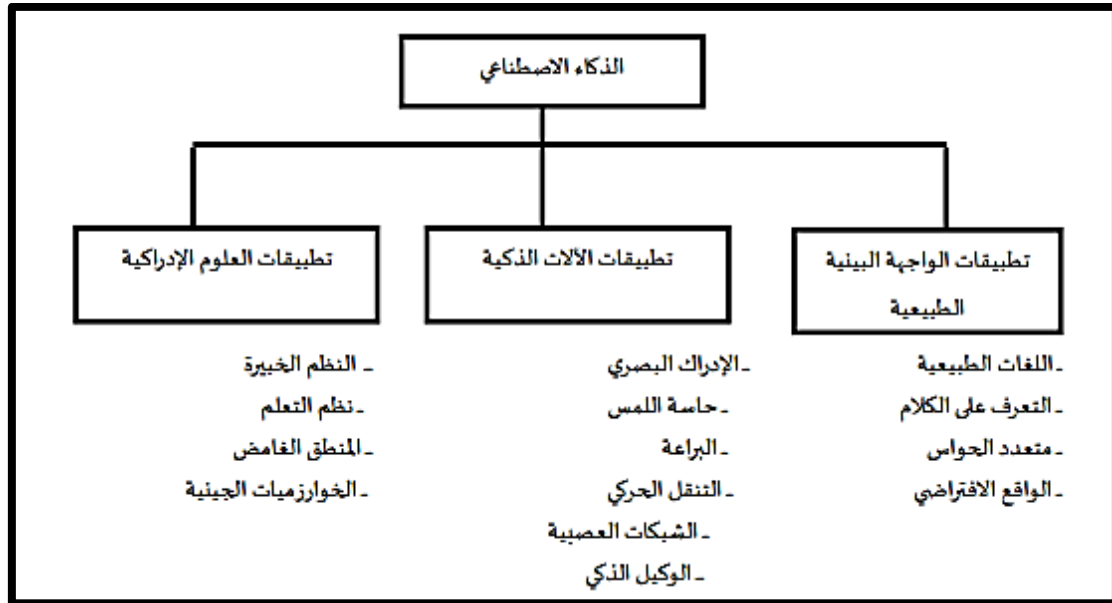 الذكاء الاصطناعي
تطبيقات الواجهة البينية
الطبيعية
ـ اللغات الطبيعية
ـ التعرف على الكلام
ـ متعدد الحواس
ـ الواقع الافتراضي
تطبيقات الألات الذكية
ـ الإدراك البصري
ـ حاسة اللمس
ـ البراعة
ـ التنقل الحركي
ـ الشبكات العصبية
ـ الوكيل الذكي
تطبيقات العلوم الإدراكية
ـ النظم الخبيرة
ـ نظم التعلم
ـ المنطق الغامض
ـ الخوارزميات الجينية